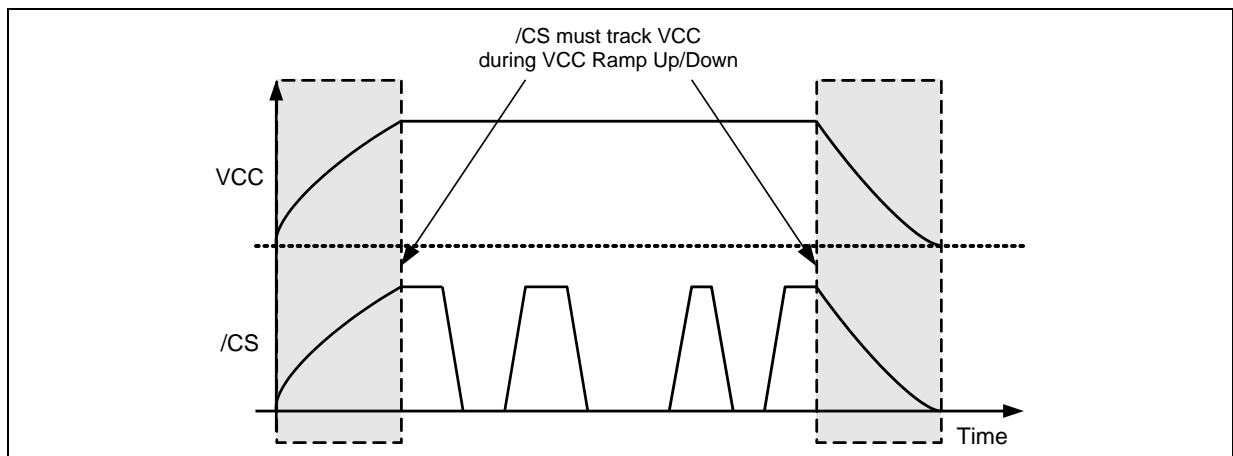 /CS must track VCC
during VCC Ramp Up/Down
VCC
/CS
Time